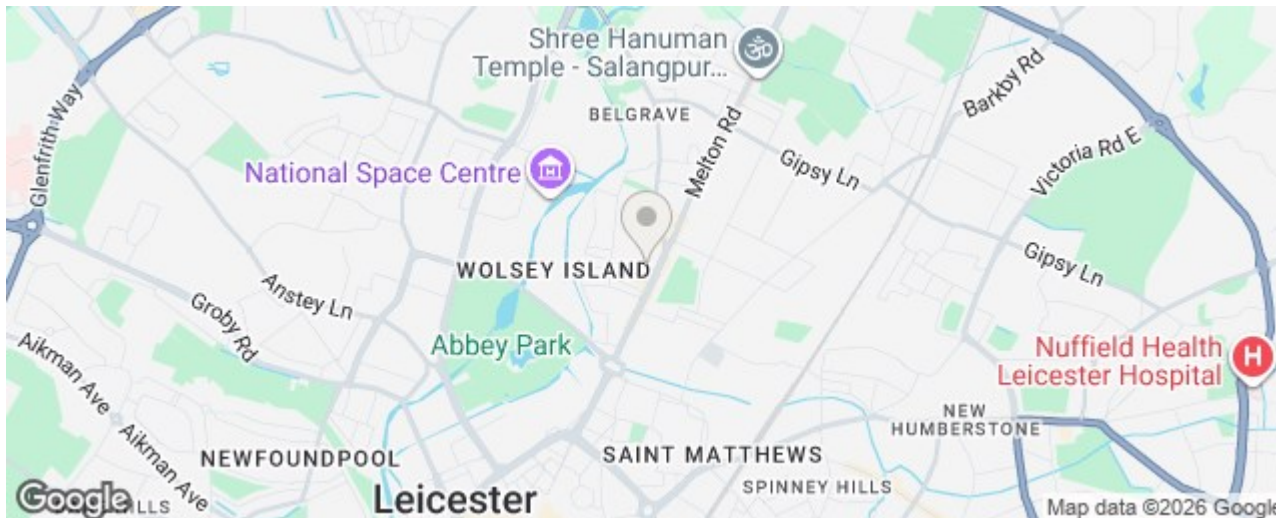 Shree Hanuman
Temple - Salangpur...
BELGRAVE
Barkby Rd
Glenfrith Way
Melton Rd
Victoria Rd E
Gipsy Ln
National Space Centre
WOLSEY ISLAND
Gipsy Ln
Anstey Ln
Groby Rd
Abbey Park
Nuffield Health
Leicester Hospital
Aikman Ave
Aikman Ave
NEW
HUMBERSTONE
NEWFOUNDPOOL
SAINT MATTHEWS
SPINNEY HILLS
Google
HILLS
Leicester
Map data ©2026 Google